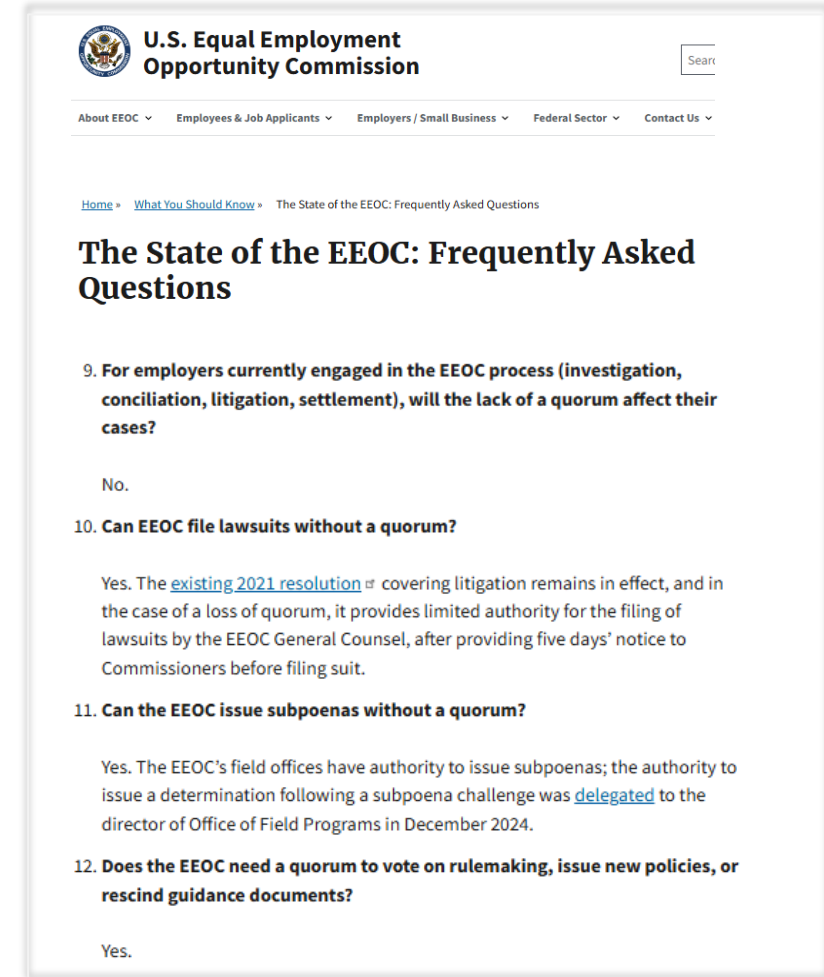 U.S. Equal Employment
Opportunity Commission
Searc
About EEOC
Employees & Job Applicants
Employers / Small Business
Federal Sector
Contact Us
Home » What You Should Know » The State of the EEOC: Frequently Asked Questions
The State of the EEOC: Frequently Asked
Questions
9. For employers currently engaged in the EEOC process (investigation,
conciliation, litigation, settlement), will the lack of a quorum affect their
cases?
No.
10. Can EEOC file lawsuits without a quorum?
Yes. The existing 2021 resolution covering litigation remains in effect, and in
the case of a loss of quorum, it provides limited authority for the filing of
lawsuits by the EEOC General Counsel, after providing five days’ notice to
Commissioners before filing suit.
11. Can the EEOC issue subpoenas without a quorum?
Yes. The EEOC’s field offices have authority to issue subpoenas; the authority to
issue a determination following a subpoena challenge was delegated to the
director of Office of Field Programs in December 2024.
12. Does the EEOC need a quorum to vote on rulemaking, issue new policies, or
rescind guidance documents?
Yes.